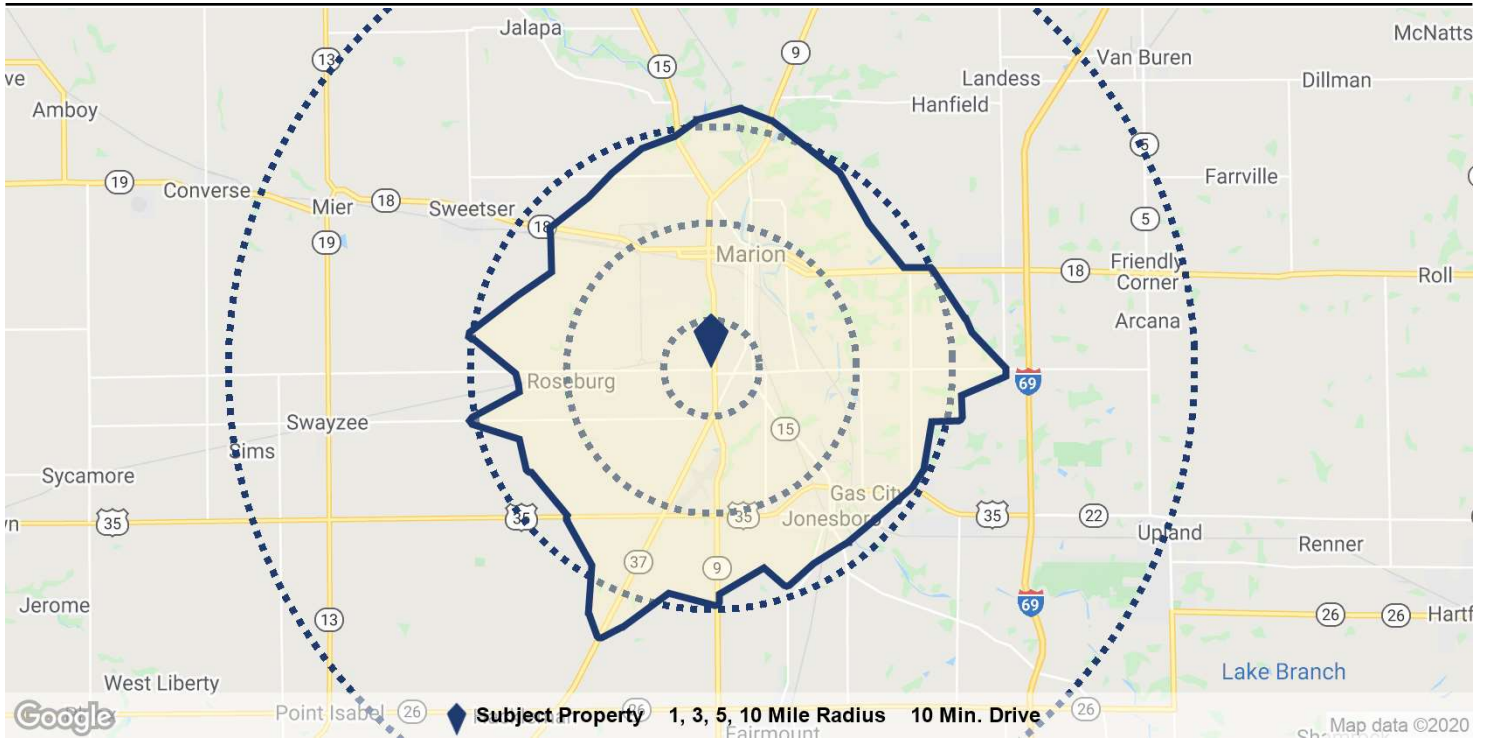 Jalapa
McNatts
13
15
9
Van Buren
ve
Landess
Dillman
Amboy
Hanfield
5
19
Converse
Farrville
Mier
18
Sweetser
18
5
19
Marion
18
Friendly
Corner
Roll
Arcana
Roseburg
69
Swayzee
15
Sims
Sycamore
Gas City
35
35
35
Jonesboro
35
22
Upland
Renner
37
9
Jerome
13
69
26
26
Hartf
West Liberty
Lake Branch
Google
Point Isabel
26
Subject Property 1, 3, 5, 10 Mile Radius 10 Min. Drive
26
26
Fairmount
Map data ©2020